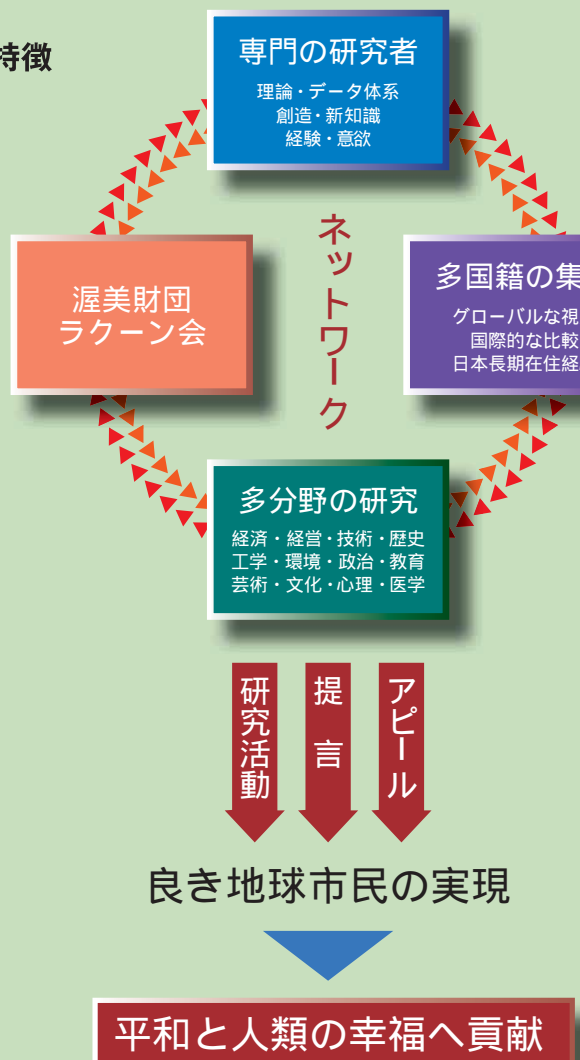 特徴
専門の研究者
理論・データ体系
創造・新知識
経験・意欲
ネットワーク
渥美財団
ラクーン会
多国籍の集
グローバルな視
国際的な比較
日本長期在住経
多分野の研究
経済・経営・技術・歴史
工学・環境・政治・教育
芸術・文化・心理・医学
研究活動
提言
アピール
良き地球市民の実現
平和と人類の幸福へ貢献